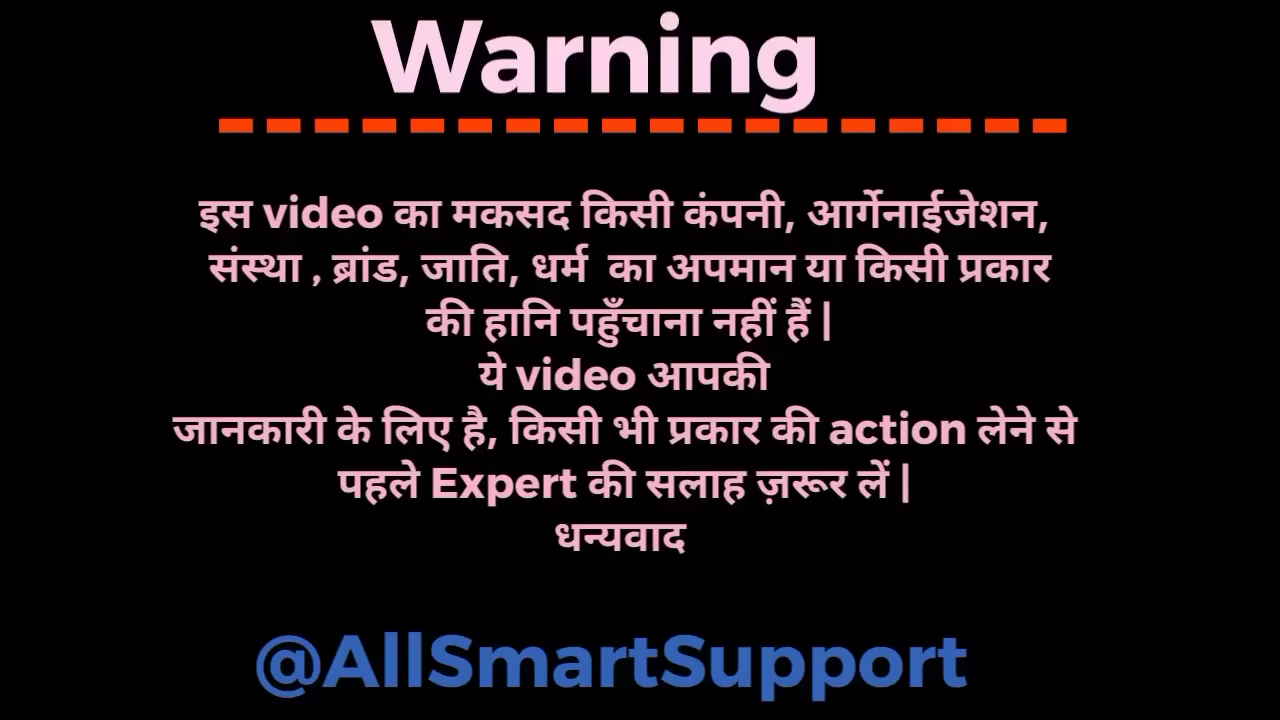 Warning
इस video का मकसद किसी कंपनी, आर्गेनाईजेशन,
संस्था , ब्रांड, जाति, धर्म  का अपमान या किसी प्रकार
की हानि पहुँचाना नहीं हैं |
ये video आपकी
जानकारी के लिए है, किसी भी प्रकार की action लेने से
पहले Expert की सलाह ज़रूर लें |
धन्यवाद
@AllSmartSupport